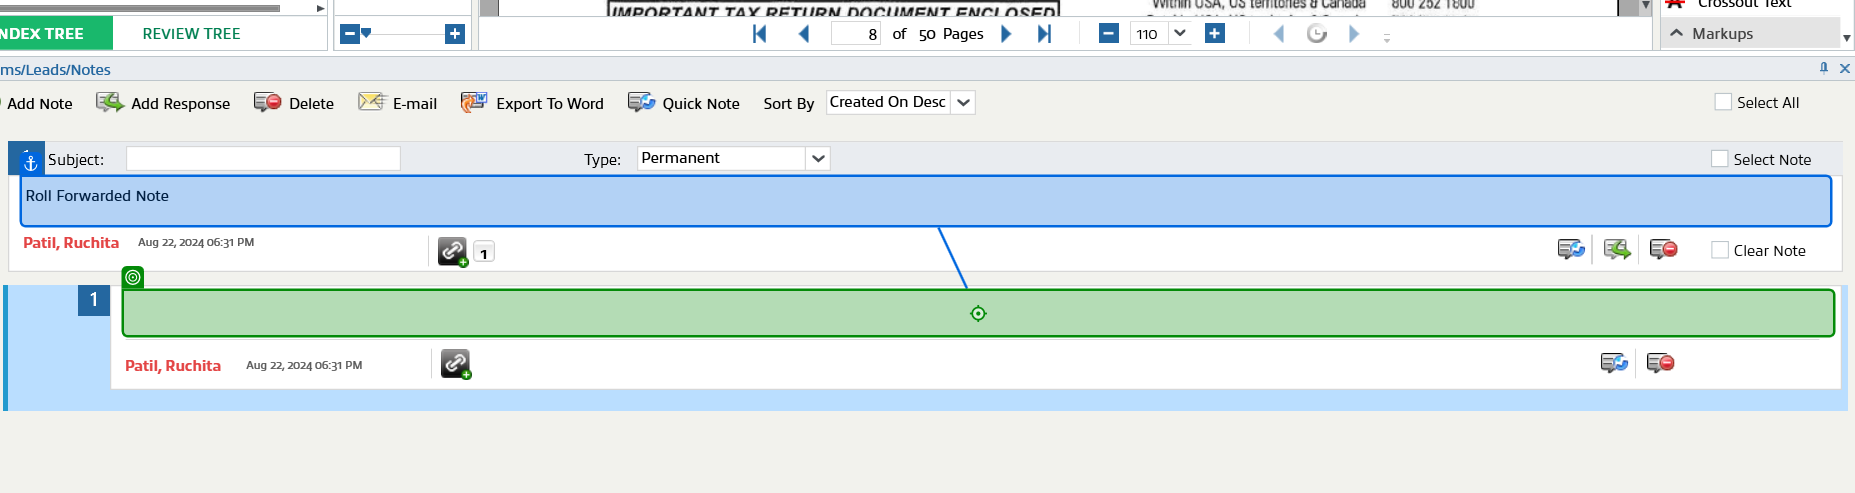 IMPORTANT TAX RETURN DOCUMENT ENCLOSED
Within USA, US territories & Canada 800 252 1800
Crossout Text
NDEX TREE REVIEW TREE
8 of 50 Pages 110
Markups
ms/Leads/Notes
Add Note Add Response Delete E-mail Export To Word Quick Note Sort By Created On Desc Select All
Subject: Type: Permanent Select Note
Roll Forwarded Note
Patil, Ruchita Aug 22, 2024 06:31 PM 1 Clear Note
1
Patil, Ruchita Aug 22, 2024 06:31 PM